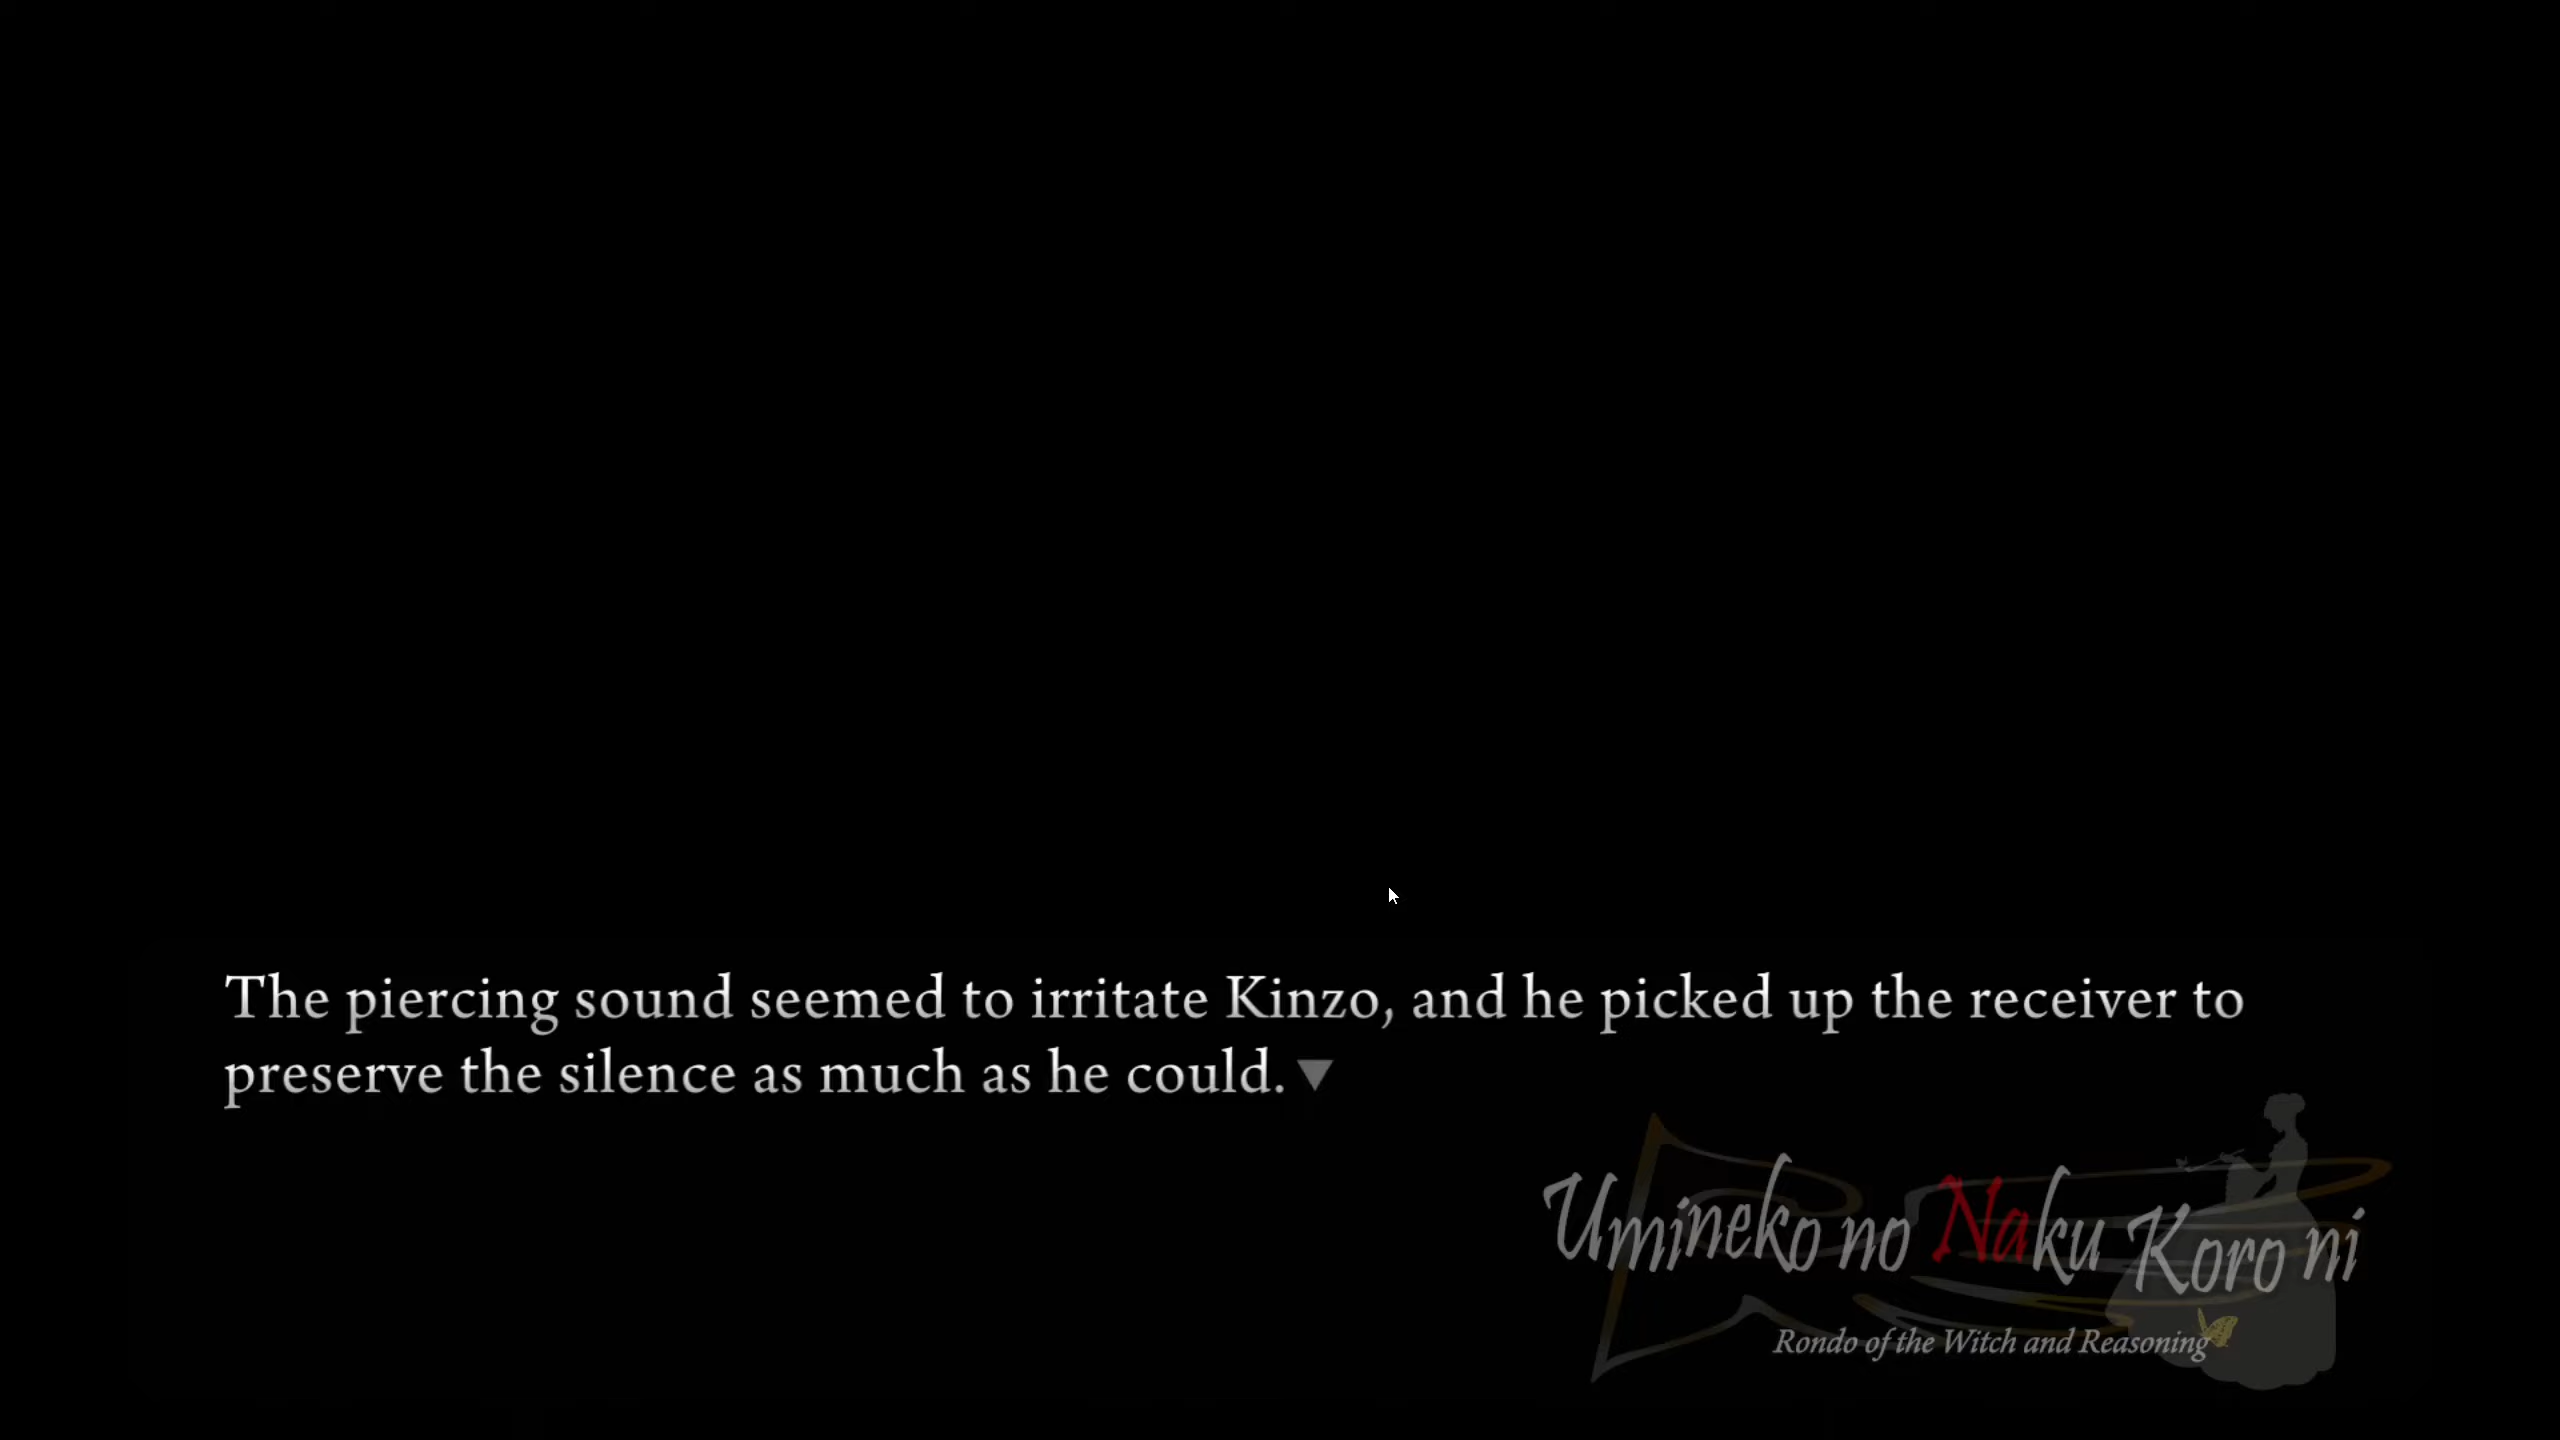 The piercing sound seemed to irritate Kinzo, and he picked up the receiver to
preserve the silence as much as he could.
Umineko no Naku Koro ni
Rondo of the Witch and Reasoning